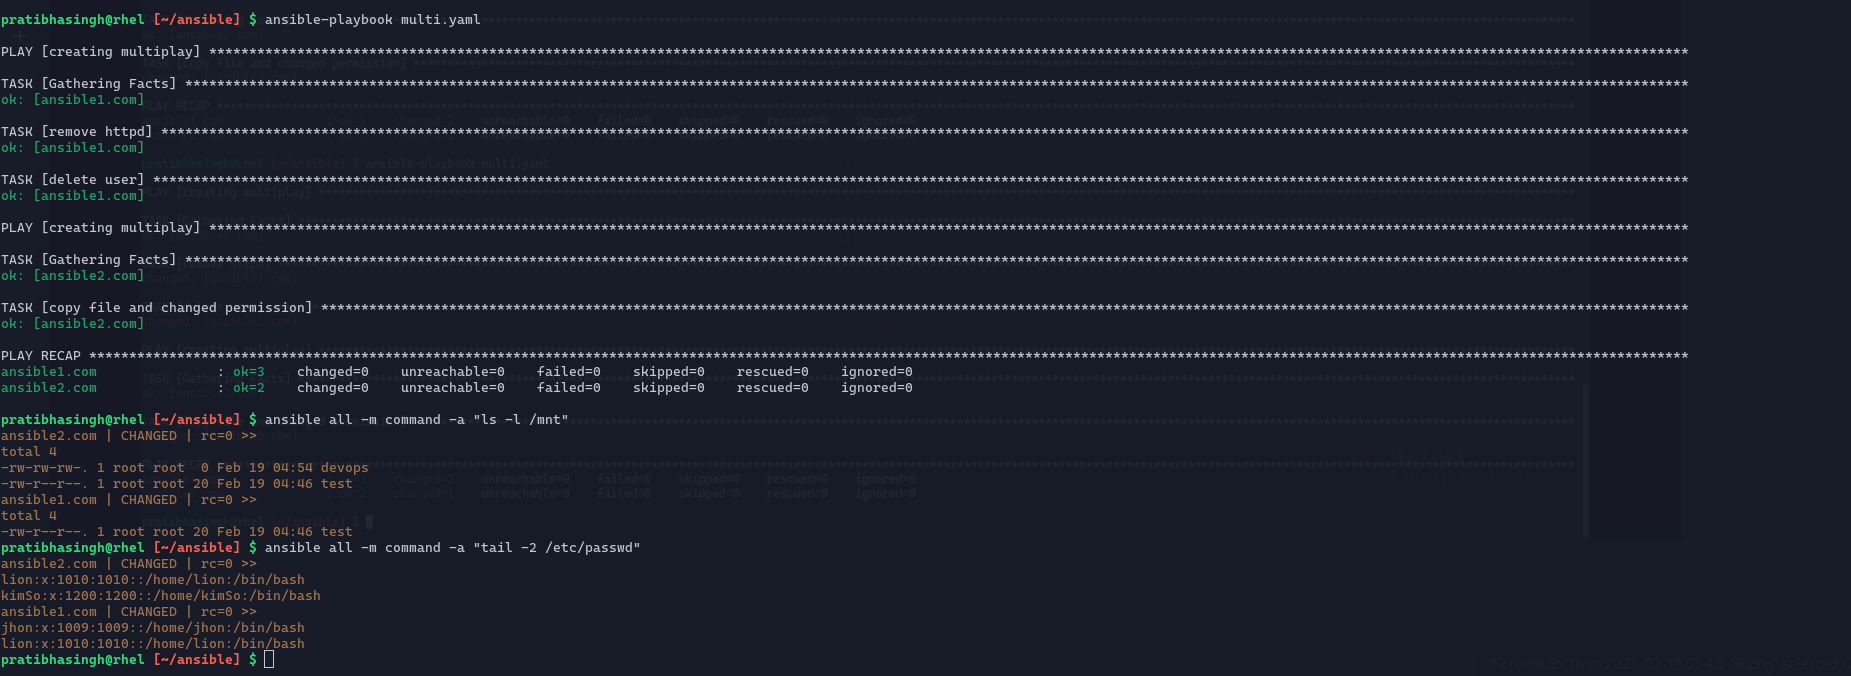 pratibhasingh@rhel [~/ansible] $ ansible-playbook multi.yaml
PLAY [creating multiplay] ****************************************************************************************************************************************************************************************
TASK [Gathering Facts] *******************************************************************************************************************************************************************************************
ok: [ansible1.com]
TASK [remove httpd] **********************************************************************************************************************************************************************************************
ok: [ansible1.com]
TASK [delete user] ***********************************************************************************************************************************************************************************************
ok: [ansible1.com]
PLAY [creating multiplay] ****************************************************************************************************************************************************************************************
TASK [Gathering Facts] *******************************************************************************************************************************************************************************************
ok: [ansible2.com]
TASK [copy file and changed permission] **************************************************************************************************************************************************************************
ok: [ansible2.com]
PLAY RECAP *******************************************************************************************************************************************************************************************************
ansible1.com               : ok=3    changed=0    unreachable=0    failed=0    skipped=0    rescued=0    ignored=0
ansible2.com               : ok=2    changed=0    unreachable=0    failed=0    skipped=0    rescued=0    ignored=0
pratibhasingh@rhel [~/ansible] $ ansible all -m command -a "ls -l /mnt"
ansible2.com | CHANGED | rc=0 >>
total 4
-rw-rw-rw-. 1 root root  0 Feb 19 04:54 devops
-rw-r--r--. 1 root root 20 Feb 19 04:46 test
ansible1.com | CHANGED | rc=0 >>
total 4
-rw-r--r--. 1 root root 20 Feb 19 04:46 test
pratibhasingh@rhel [~/ansible] $ ansible all -m command -a "tail -2 /etc/passwd"
ansible2.com | CHANGED | rc=0 >>
lion:x:1010:1010::/home/lion:/bin/bash
kimSo:x:1200:1200::/home/kimSo:/bin/bash
ansible1.com | CHANGED | rc=0 >>
jhon:x:1009:1009::/home/jhon:/bin/bash
lion:x:1010:1010::/home/lion:/bin/bash
pratibhasingh@rhel [~/ansible] $